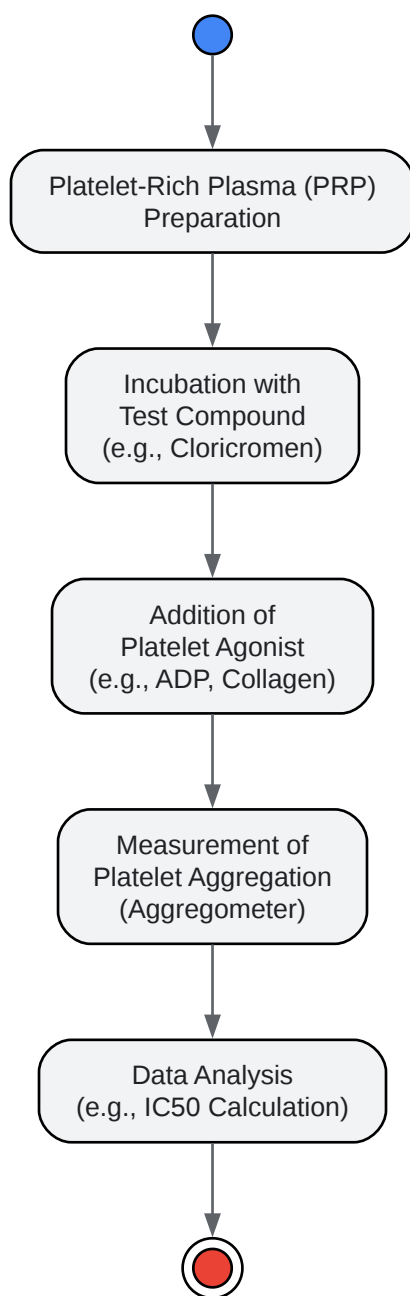 Platelet-Rich Plasma (PRP)
Preparation
Incubation with
Test Compound
(e.g., Cloricromen)
Addition of
Platelet Agonist
(e.g., ADP, Collagen)
Measurement of
Platelet Aggregation
(Aggregometer)
Data Analysis
(e.g., IC50 Calculation)